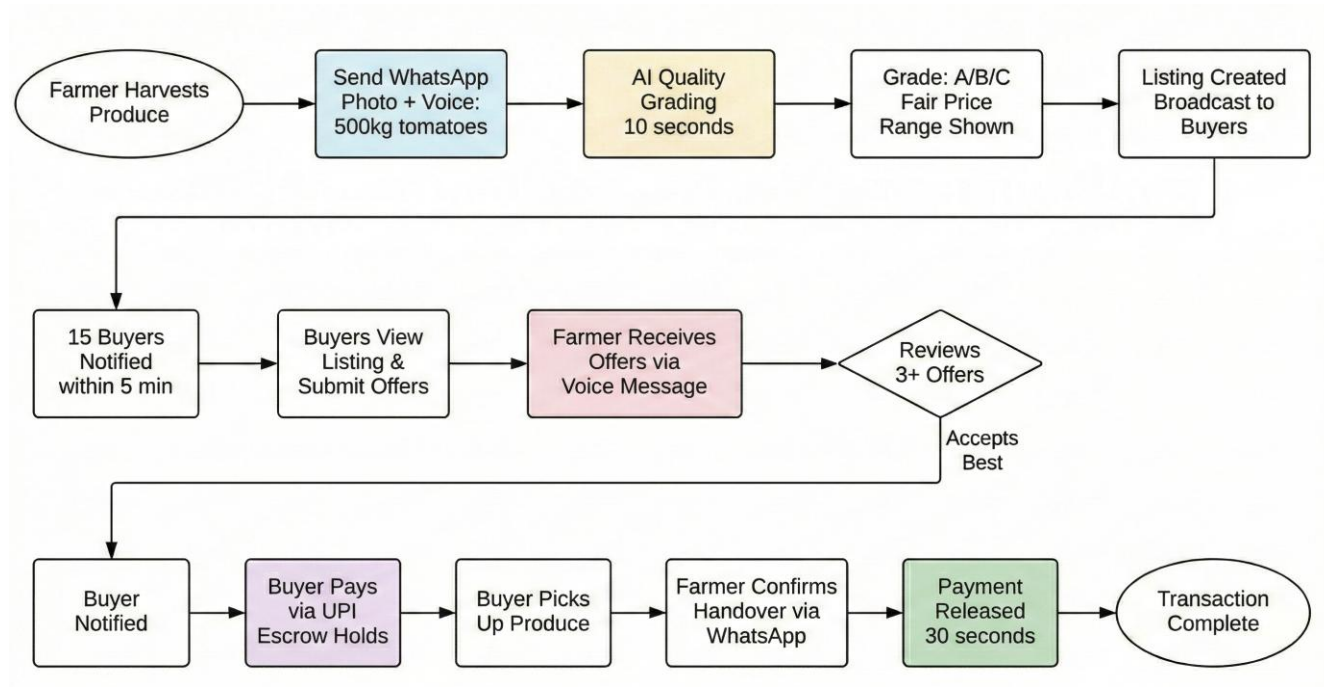 Farmer Harvests
Produce
Send WhatsApp
Photo + Voice:
500kg tomatoes
AI Quality
Grading
10 seconds
Grade: A/B/C
Fair Price
Range Shown
Listing Created
Broadcast to
Buyers
15 Buyers
Notified
within 5 min
Buyers View
Listing &
Submit Offers
Farmer Receives
Offers via
Voice Message
Reviews
3+ Offers
Accepts
Best
Buyer
Notified
Buyer Pays
via UPI
Escrow Holds
Buyer Picks
Up Produce
Farmer Confirms
Handover via
WhatsApp
Payment
Released
30 seconds
Transaction
Complete